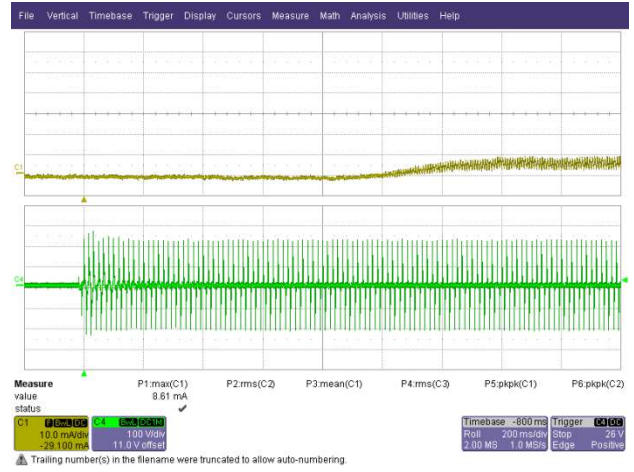 File Vertical Timebase Trigger Display Cursors Measure Math Analysis Utilities Help
C1
C4
Measure P1:max(C1) P2:rms(C2) P3:mean(C1) P4:rms(C3) P5:pkpk(C1) P6:pkpk(C2)
value 8.61 mA
status ✓
C1 F BwL DC C4 BwL DC1M Timebase -800 ms Trigger C4 DC
10.0 mA/div 100 V/div Roll 200 ms/div Stop 26 V
-29.100 mA 11.0 V offset 2.00 MS 1.0 MS/s Edge Positive
Trailing number(s) in the filename were truncated to allow auto-numbering.